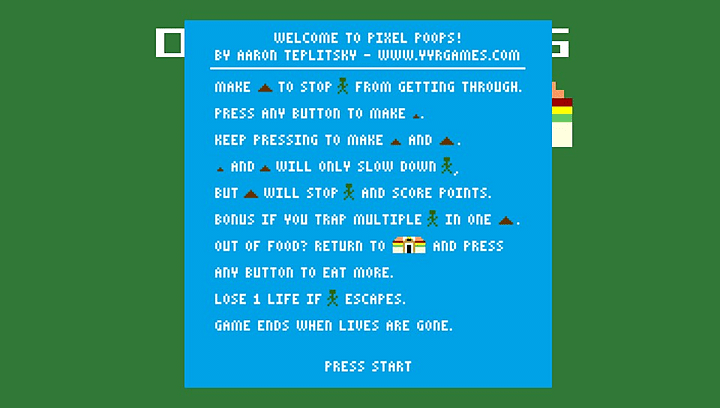 WELCOME TO PIXEL POOPS!
BY AARON TEPLITSKY - WWW.YYRGAMES.COM
MAKE TO STOP FROM GETTING THROUGH.
PRESS ANY BUTTON TO MAKE .
KEEP PRESSING TO MAKE AND .
AND WILL ONLY SLOW DOWN ,
BUT WILL STOP AND SCORE POINTS.
BONUS IF YOU TRAP MULTIPLE IN ONE .
OUT OF FOOD? RETURN TO AND PRESS
ANY BUTTON TO EAT MORE.
LOSE 1 LIFE IF ESCAPES.
GAME ENDS WHEN LIVES ARE GONE.
PRESS START